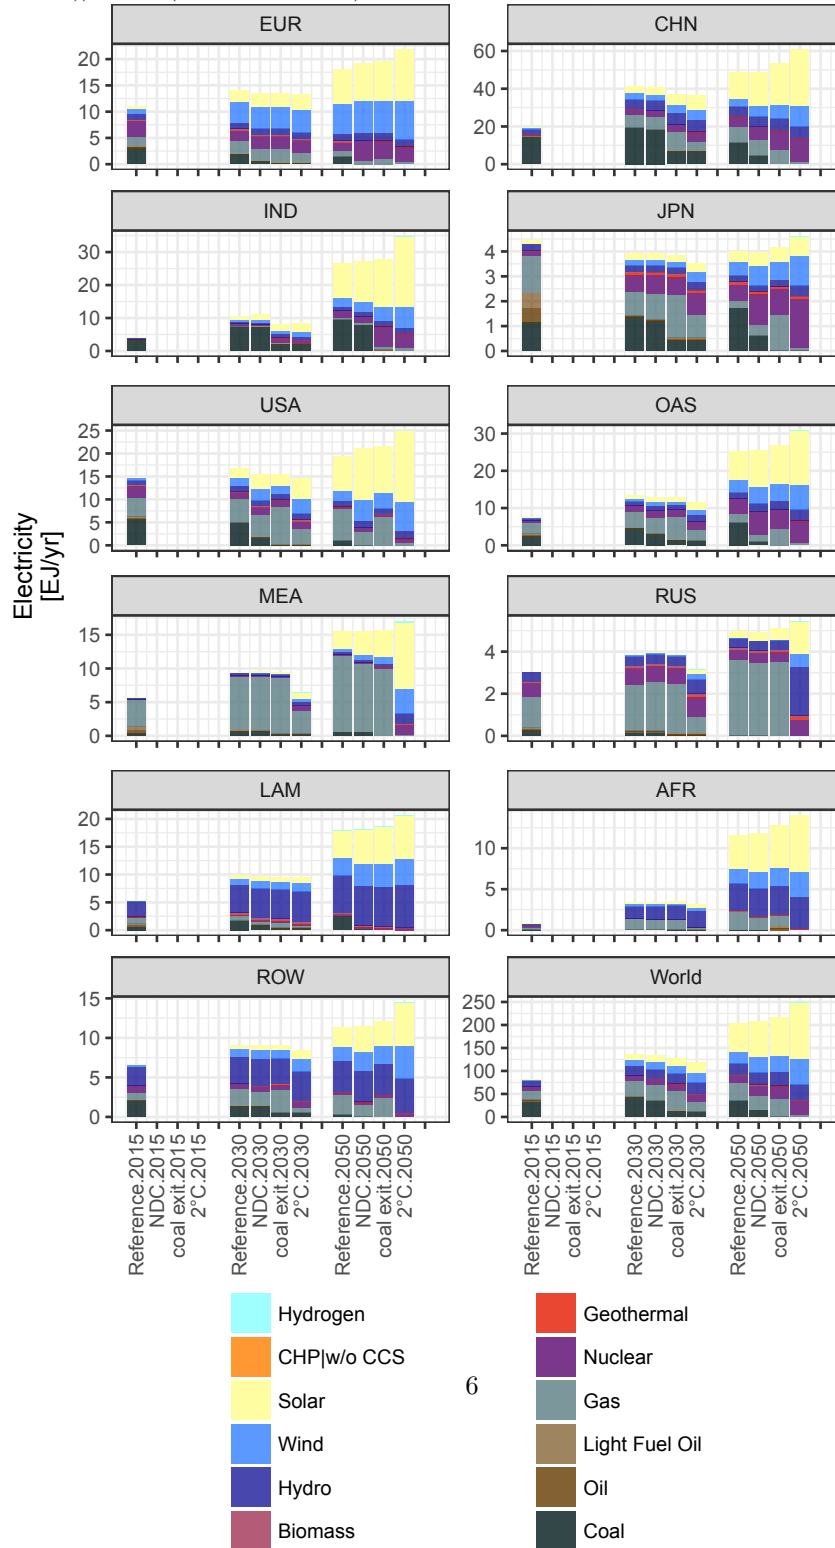 EUR
CHN
20
15
10
5
0
60
40
20
0
IND
JPN
30
20
10
0
4
3
2
1
0
USA
OAS
25
20
15
10
5
0
30
20
10
0
Electricity
[EJ/yr]
MEA
RUS
15
10
5
0
4
2
0
LAM
AFR
20
15
10
5
0
10
5
0
ROW
World
15
10
5
0
250
200
150
100
50
0
Reference.2015
NDC.2015
coal exit.2015
2°C.2015
Reference.2030
NDC.2030
coal exit.2030
2°C.2030
Reference.2050
NDC.2050
coal exit.2050
2°C.2050
Reference.2015
NDC.2015
coal exit.2015
2°C.2015
Reference.2030
NDC.2030
coal exit.2030
2°C.2030
Reference.2050
NDC.2050
coal exit.2050
2°C.2050
Hydrogen
CHP|w/o CCS
Solar
Wind
Hydro
Biomass
Geothermal
Nuclear
Gas
Light Fuel Oil
Oil
Coal
6